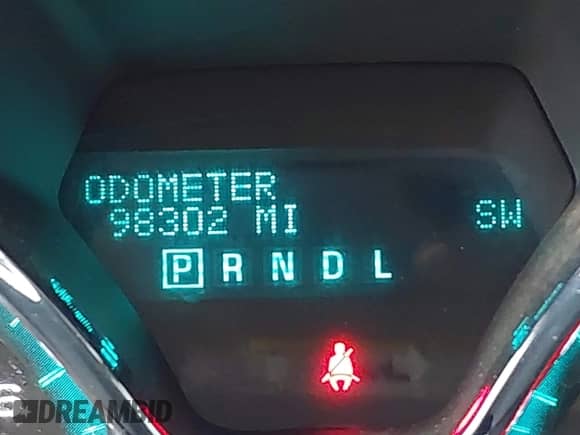 ODOMETER
98302 MI SW
P R N D L
DREAMBID